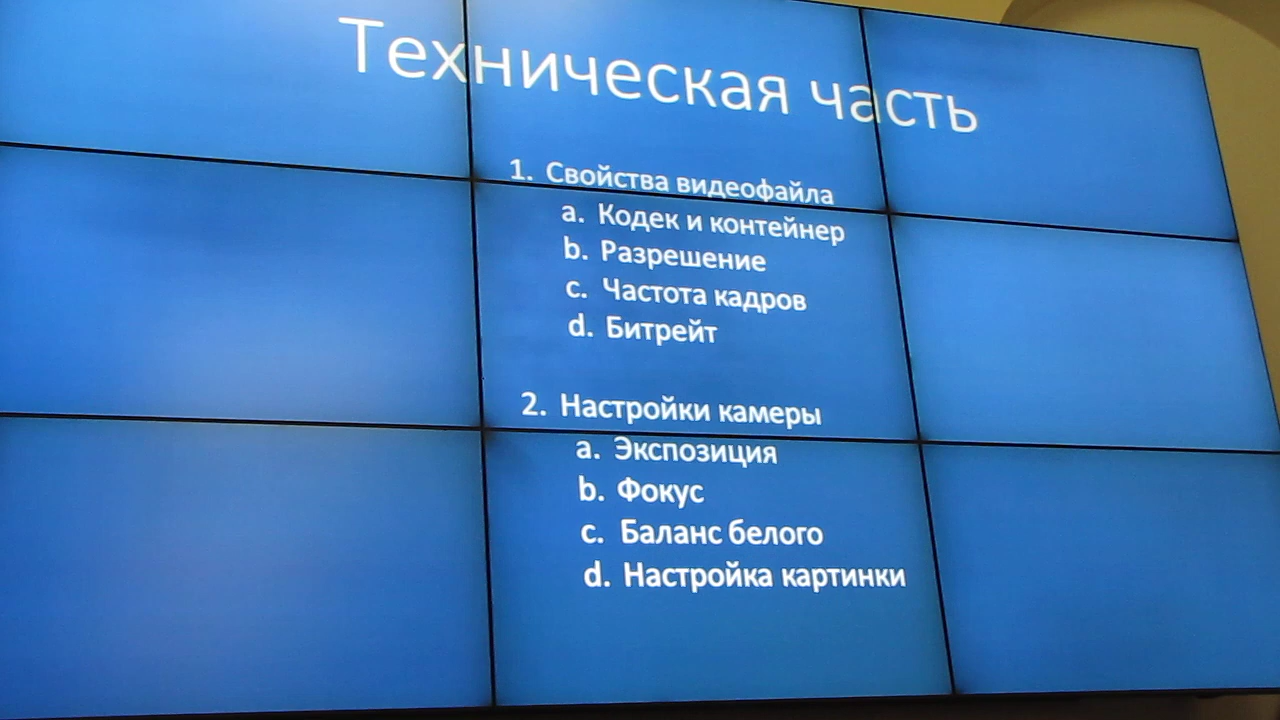 Техническая часть
1. Свойства видеофайла
a. Кодек и контейнер
b. Разрешение
c. Частота кадров
d. Битрейт
2. Настройки камеры
a. Экспозиция
b. Фокус
c. Баланс белого
d. Настройка картинки